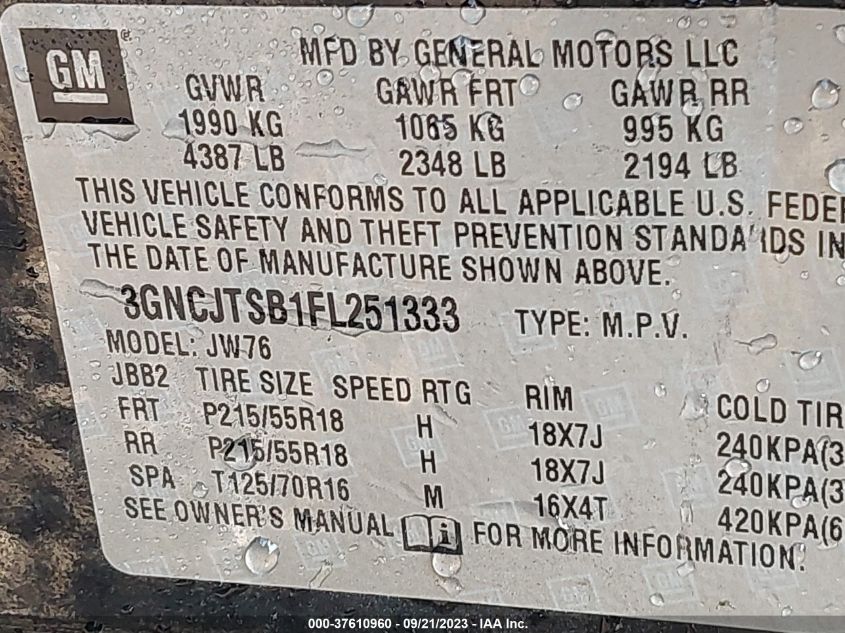 GM®
MFD BY GENERAL MOTORS LLC
GVWR GAWR FRT GAWR RR
1990 KG 1065 KG 995 KG
4387 LB 2348 LB 2194 LB
THIS VEHICLE CONFORMS TO ALL APPLICABLE U.S. FEDER
VEHICLE SAFETY AND THEFT PREVENTION STANDARDS IN
THE DATE OF MANUFACTURE SHOWN ABOVE.
3GNCJTSB1FL251333 TYPE: M.P.V.
MODEL: JW76
JBB2 TIRE SIZE SPEED RTG RIM COLD TIR
FRT P215/55R18 H 18X7J 240KPA(3
RR P215/55R18 H 18X7J 240KPA(3
SPA T125/70R16 M 16X4T 420KPA(6
SEE OWNER'S MANUAL i FOR MORE INFORMATION.
000-37610960 - 09/21/2023 - IAA Inc.